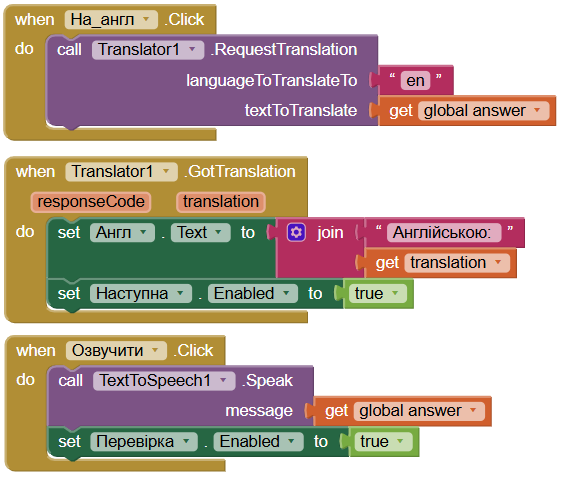 when На_англ .Click
do call Translator1 .RequestTranslation
languageToTranslateTo " en "
textToTranslate get global answer
when Translator1 .GotTranslation
responseCode translation
do set Англ . Text to join " Англійською: "
get translation
set Наступна . Enabled to true
when Озвучити .Click
do call TextToSpeech1 .Speak
message get global answer
set Перевірка . Enabled to true